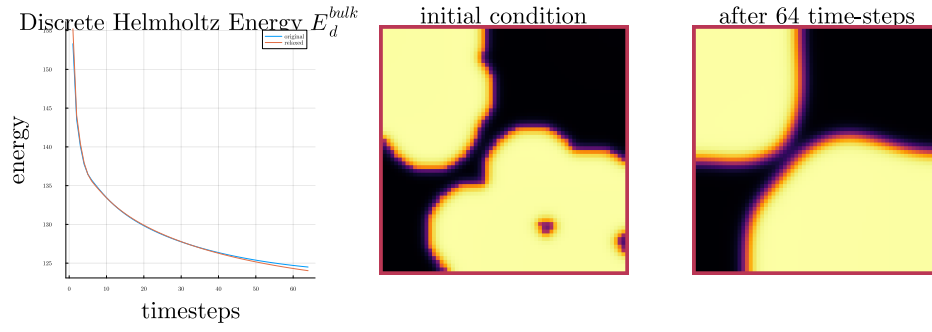 Discrete Helmholtz Energy E_d^{bulk}
original
relaxed
155
150
145
140
135
130
125
0 10 20 30 40 50 60
energy
timesteps
initial condition
after 64 time-steps